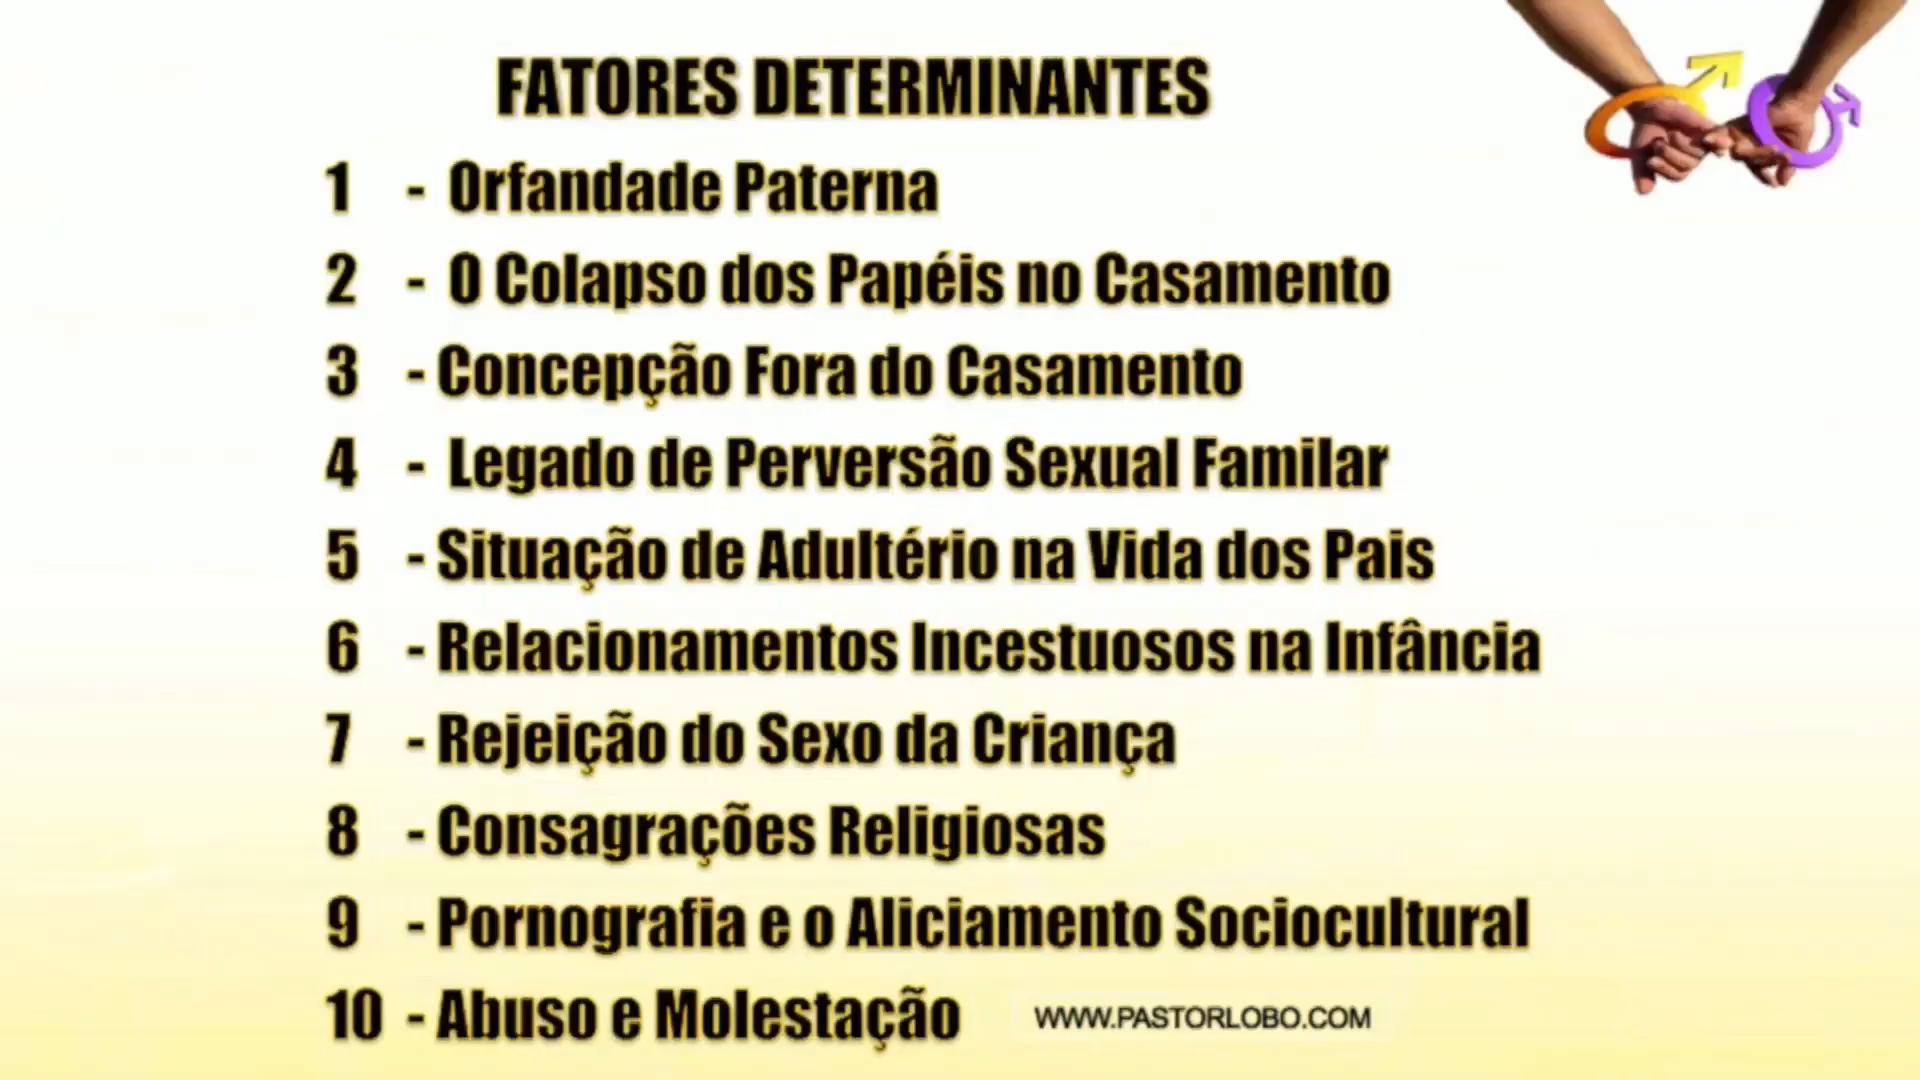 FATORES DETERMINANTES
1 - Orfandade Paterna
2 - O Colapso dos Papéis no Casamento
3 - Concepção Fora do Casamento
4 - Legado de Perversão Sexual Familar
5 - Situação de Adultério na Vida dos Pais
6 - Relacionamentos Incestuosos na Infância
7 - Rejeição do Sexo da Criança
8 - Consagrações Religiosas
9 - Pornografia e o Aliciamento Sociocultural
10 - Abuso e Molestação
WWW.PASTORLOBO.COM